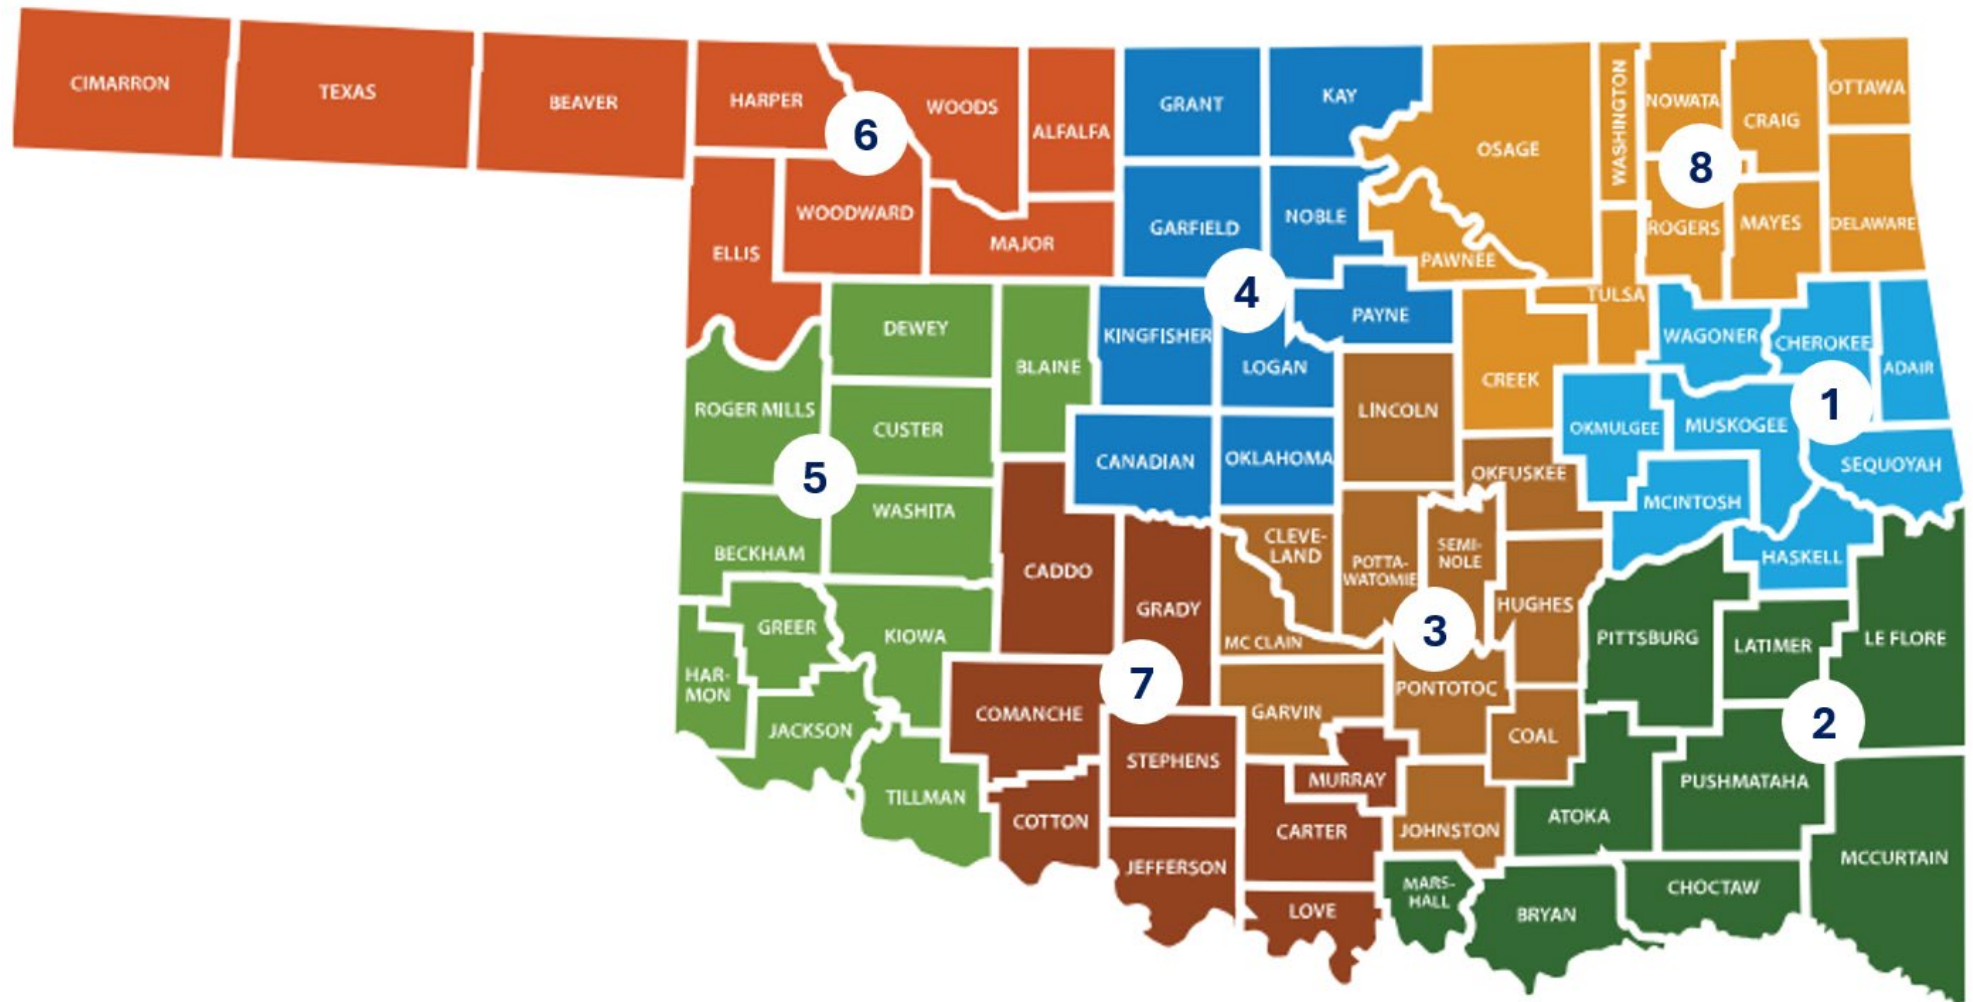 CIMARRON
TEXAS
BEAVER
HARPER
6
WOODS
ALFALFA
ELLIS
WOODWARD
MAJOR
GRANT
KAY
GARFIELD
NOBLE
4
KINGFISHER
LOGAN
PAYNE
CANADIAN
OKLAHOMA
OSAGE
WASHINGTON
NOWATA
CRAIG
OTTAWA
8
ROGERS
MAYES
DELAWARE
PAWNEE
TULSA
CREEK
WAGONER
CHEROKEE
ADAIR
1
OKMULGEE
MUSKOGEE
SEQUOYAH
MCINTOSH
HASKELL
DEWEY
BLAINE
ROGER MILLS
CUSTER
5
WASHITA
BECKHAM
GREER
KIOWA
HAR-
MON
JACKSON
TILLMAN
CADDO
GRADY
7
COMANCHE
STEPHENS
COTTON
JEFFERSON
MURRAY
CARTER
LOVE
LINCOLN
OKFUSKEE
CLEVE-
LAND
POTTA-
WATOMIE
SEMI-
NOLE
HUGHES
3
MC CLAIN
GARVIN
PONTOTOC
COAL
JOHNSTON
PITTSBURG
LATIMER
LE FLORE
2
PUSHMATAHA
ATOKA
MCCURTAIN
CHOCTAW
MARS-
HALL
BRYAN